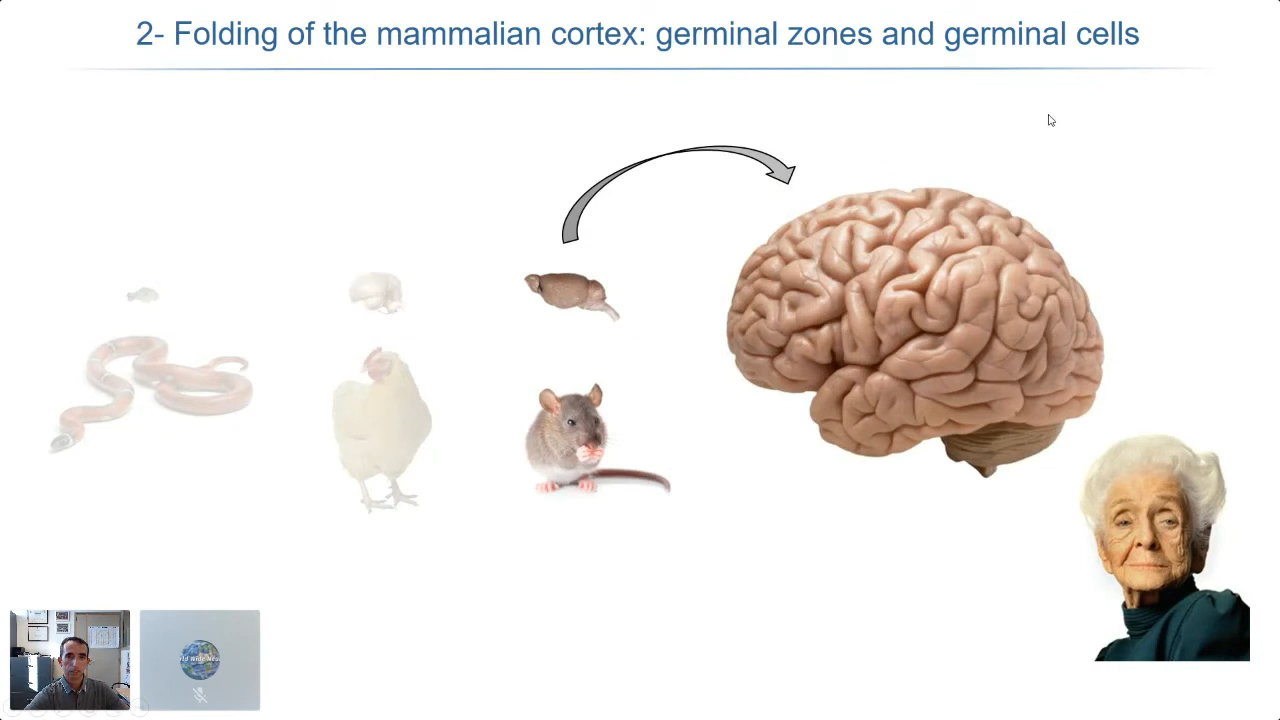 2- Folding of the mammalian cortex: germinal zones and germinal cells